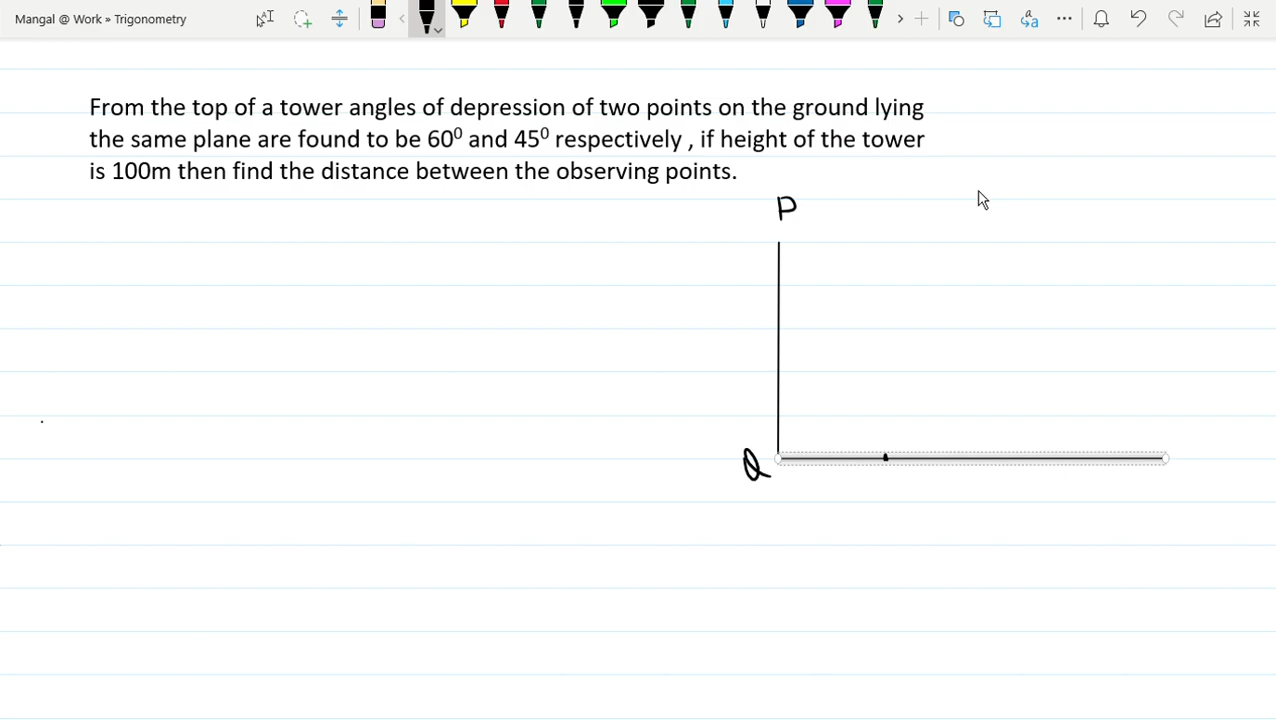 Mangal @ Work » Trigonometry
From the top of a tower angles of depression of two points on the ground lying
the same plane are found to be 60⁰ and 45⁰ respectively , if height of the tower
is 100m then find the distance between the observing points.
P
Q